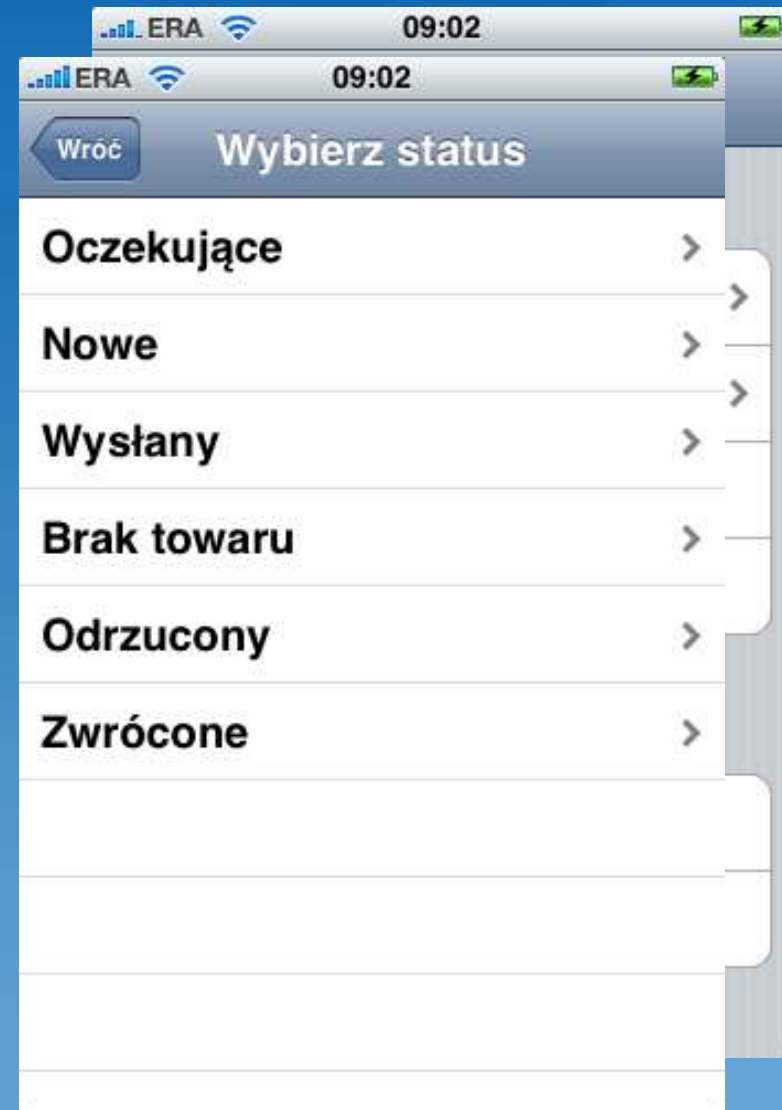 ERA 09:02
ERA 09:02
Wróć Wybierz status
Oczekujące
Nowe
Wysłany
Brak towaru
Odrzucony
Zwrócone